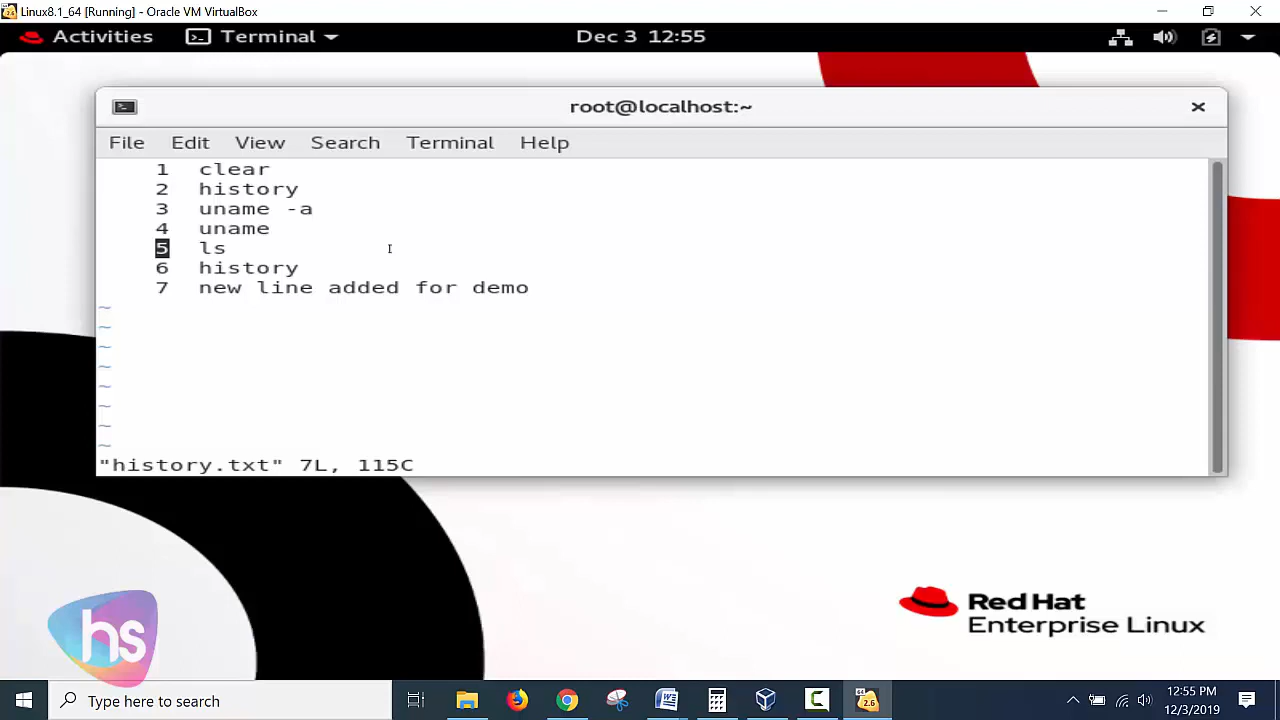 Linux8.1_64 [Running] - Oracle VM VirtualBox
Activities Terminal Dec 3 12:55
root@localhost:~
File Edit View Search Terminal Help
1 clear
2 history
3 uname -a
4 uname
5 ls
6 history
7 new line added for demo
~
~
~
~
~
~
~
~
"history.txt" 7L, 115C
Red Hat
Enterprise Linux
hs
Type here to search
2.6
12:55 PM
12/3/2019